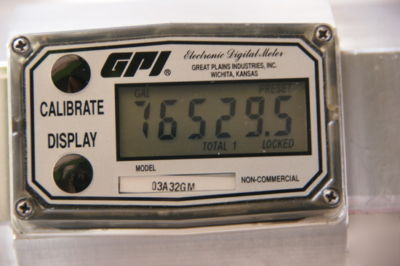 GPI®
Electronic Digital Meter
GREAT PLAINS INDUSTRIES, INC.
WICHITA, KANSAS
CALIBRATE
DISPLAY
GAL PRESET
76529.5
TOTAL 1 LOCKED
MODEL
03A32GM
NON-COMMERCIAL